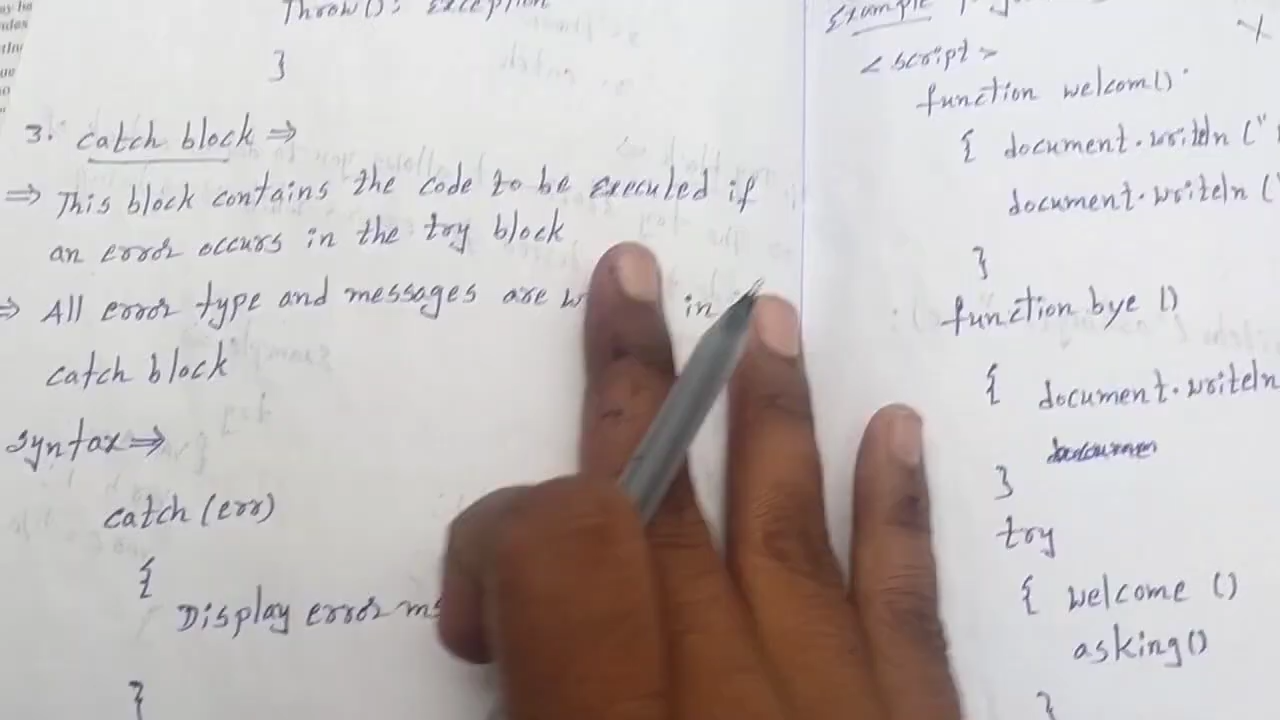 Throw(); Exception
}
3. catch block ⇒
⇒ This block contains the code to be executed if
an error occurs in the try block
⇒ All error type and messages are in
catch block
Syntax ⇒
catch (err)
{
Display error
}
Example
< script >
function welcom()
{ document.writeln ("
document.writeln ("
}
function bye ()
{ document.writeln
}
try
{ welcome ()
asking()
}